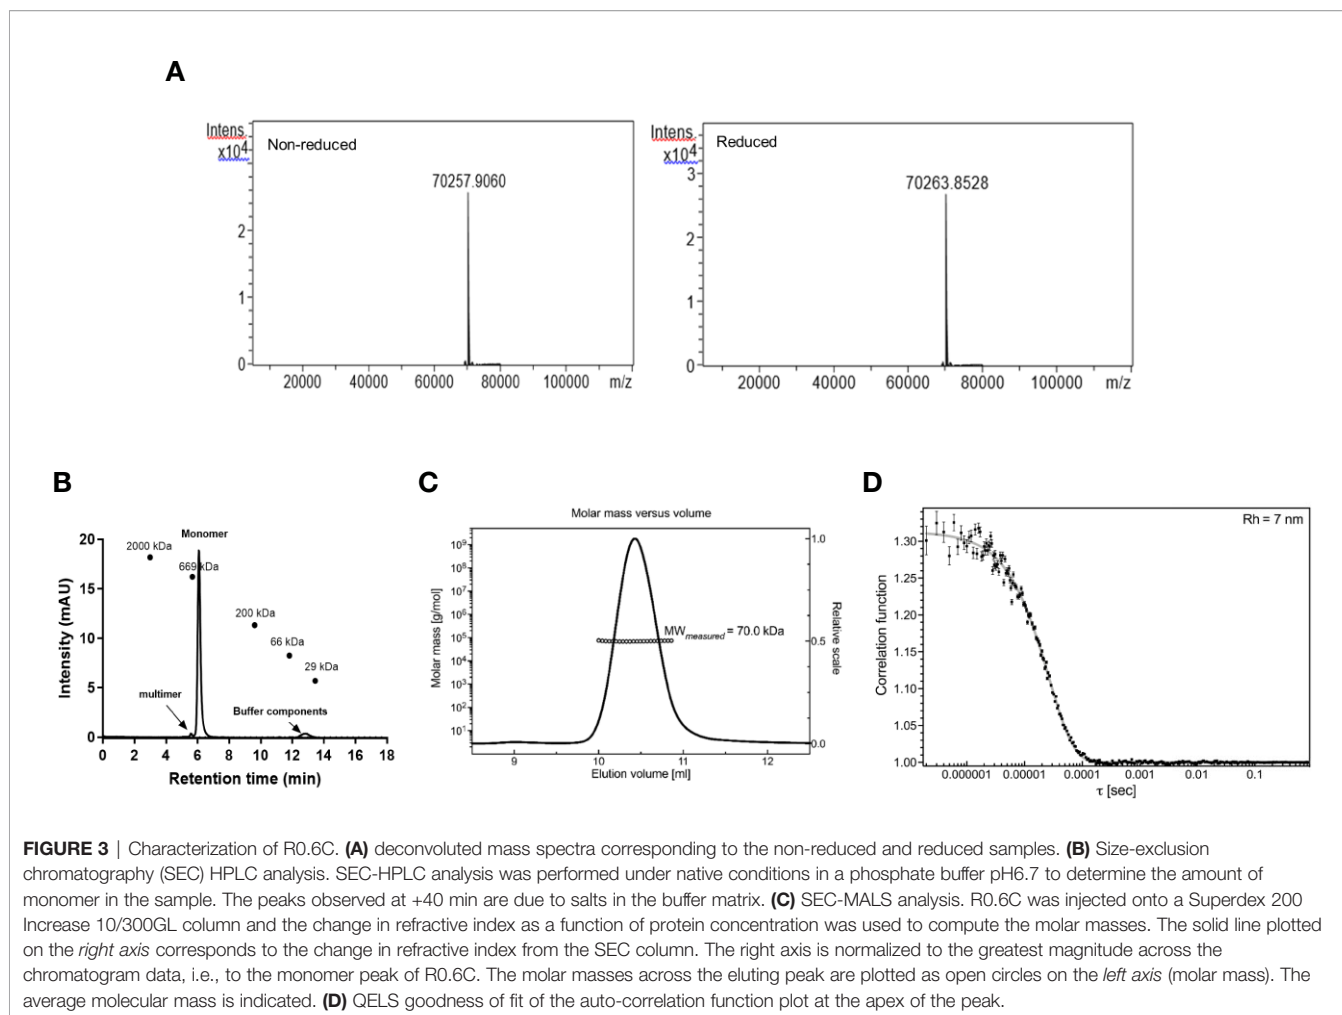 A
Intens.
x10⁴
Non-reduced
70257.9060
2
1
0
20000 40000 60000 80000 100000 m/z
Intens.
x10⁴
Reduced
70263.8528
3
2
1
0
20000 40000 60000 80000 100000 m/z
B
Monomer
2000 kDa
669 kDa
200 kDa
66 kDa
29 kDa
multimer
Buffer components
Intensity (mAU)
20
15
10
5
0
0 2 4 6 8 10 12 14 16 18
Retention time (min)
C
Molar mass versus volume
Molar mass [g/mol]
10⁹
10⁸
10⁷
10⁶
10⁵
10⁴
10³
10²
10¹
MWmeasured = 70.0 kDa
1.0
0.5
0.0
Relative scale
9 10 11 12
Elution volume [ml]
D
Rh = 7 nm
Correlation function
1.30
1.25
1.20
1.15
1.10
1.05
1.00
0.000001 0.00001 0.0001 0.001 0.01 0.1
τ [sec]
FIGURE 3 | Characterization of R0.6C. (A) deconvoluted mass spectra corresponding to the non-reduced and reduced samples. (B) Size-exclusion
chromatography (SEC) HPLC analysis. SEC-HPLC analysis was performed under native conditions in a phosphate buffer pH6.7 to determine the amount of
monomer in the sample. The peaks observed at +40 min are due to salts in the buffer matrix. (C) SEC-MALS analysis. R0.6C was injected onto a Superdex 200
Increase 10/300GL column and the change in refractive index as a function of protein concentration was used to compute the molar masses. The solid line plotted
on the right axis corresponds to the change in refractive index from the SEC column. The right axis is normalized to the greatest magnitude across the
chromatogram data, i.e., to the monomer peak of R0.6C. The molar masses across the eluting peak are plotted as open circles on the left axis (molar mass). The
average molecular mass is indicated. (D) QELS goodness of fit of the auto-correlation function plot at the apex of the peak.